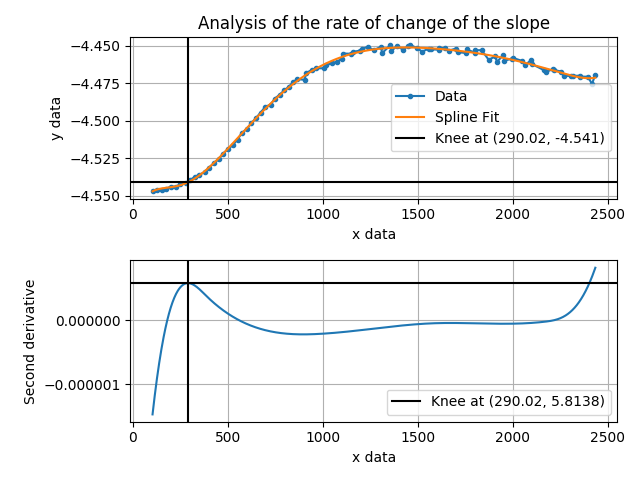 Analysis of the rate of change of the slope
−4.450
−4.475
−4.500
−4.525
−4.550
y data
Data
Spline Fit
Knee at (290.02, -4.541)
0
500
1000
1500
2000
2500
x data
0.000000
−0.000001
Second derivative
Knee at (290.02, 5.8138)
0
500
1000
1500
2000
2500
x data